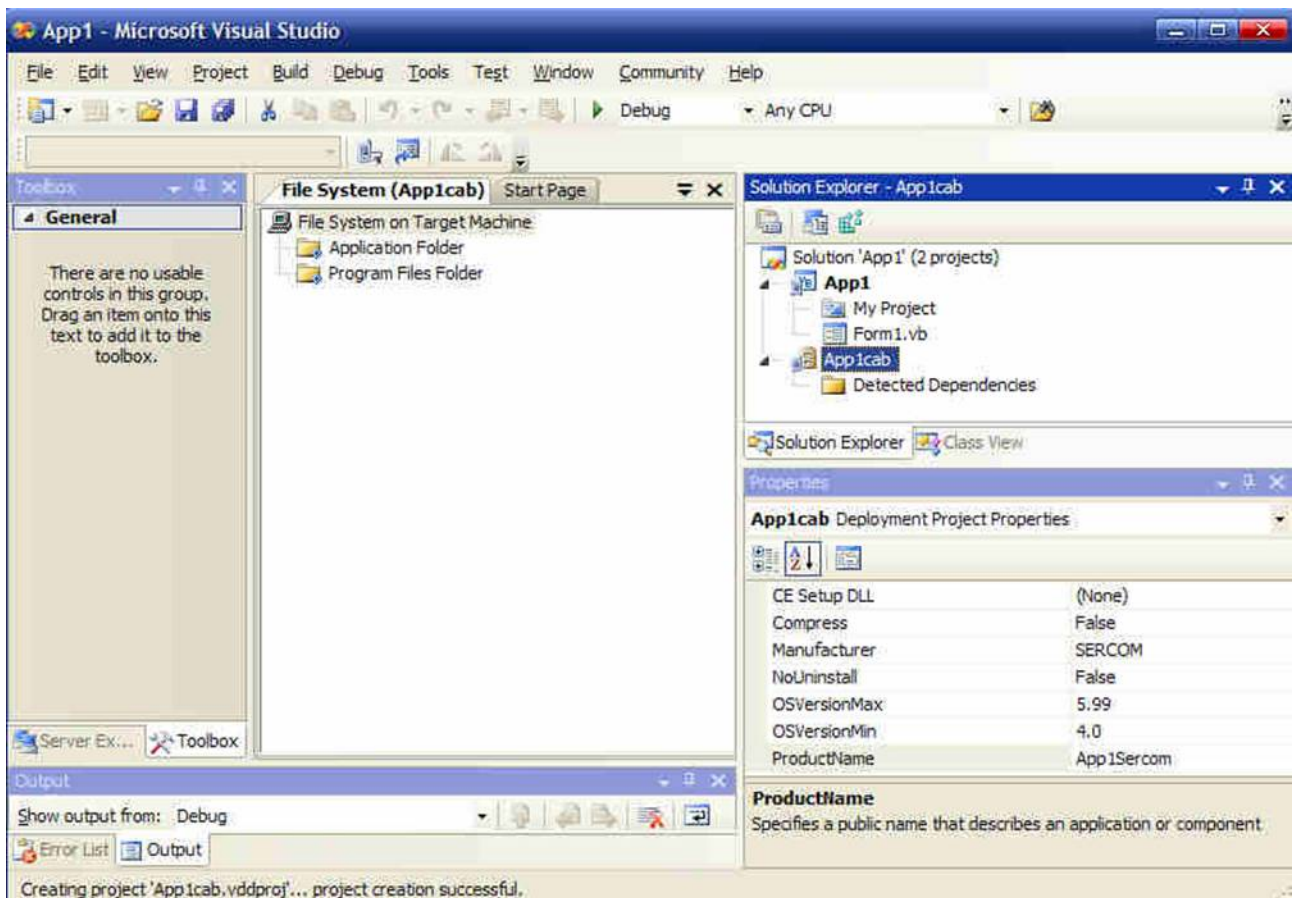 App1 - Microsoft Visual Studio
File Edit View Project Build Debug Tools Test Window Community Help
Debug Any CPU
Toolbox
General
There are no usable
controls in this group.
Drag an item onto this
text to add it to the
toolbox.
Server Ex... Toolbox
File System (App1cab) Start Page
File System on Target Machine
Application Folder
Program Files Folder
Solution Explorer - App1cab
Solution 'App1' (2 projects)
App1
My Project
Form1.vb
App1cab
Detected Dependencies
Solution Explorer Class View
Properties
App1cab Deployment Project Properties
CE Setup DLL (None)
Compress False
Manufacturer SERCOM
NoUninstall False
OSVersionMax 5.99
OSVersionMin 4.0
ProductName App1Sercom
ProductName
Specifies a public name that describes an application or component
Output
Show output from: Debug
Error List Output
Creating project 'App1cab.vddproj'... project creation successful.